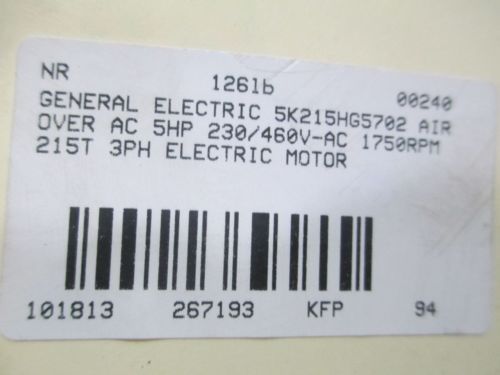 NR 126lb 00240
GENERAL ELECTRIC 5K215HG5702 AIR
OVER AC 5HP 230/460V-AC 1750RPM
215T 3PH ELECTRIC MOTOR
101813 267193 KFP 94